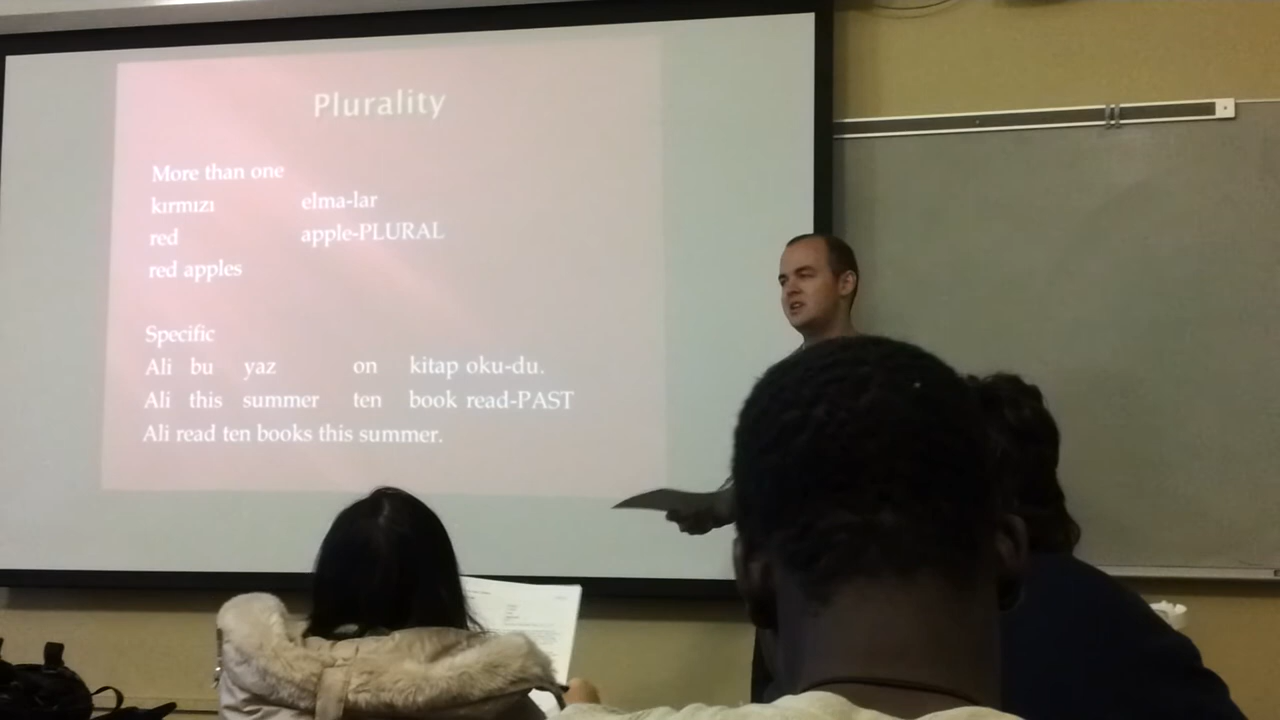 Plurality
More than one
kırmızı elma-lar
red apple-PLURAL
red apples
Specific
Ali bu yaz on kitap oku-du.
Ali this summer ten book read-PAST
Ali read ten books this summer.